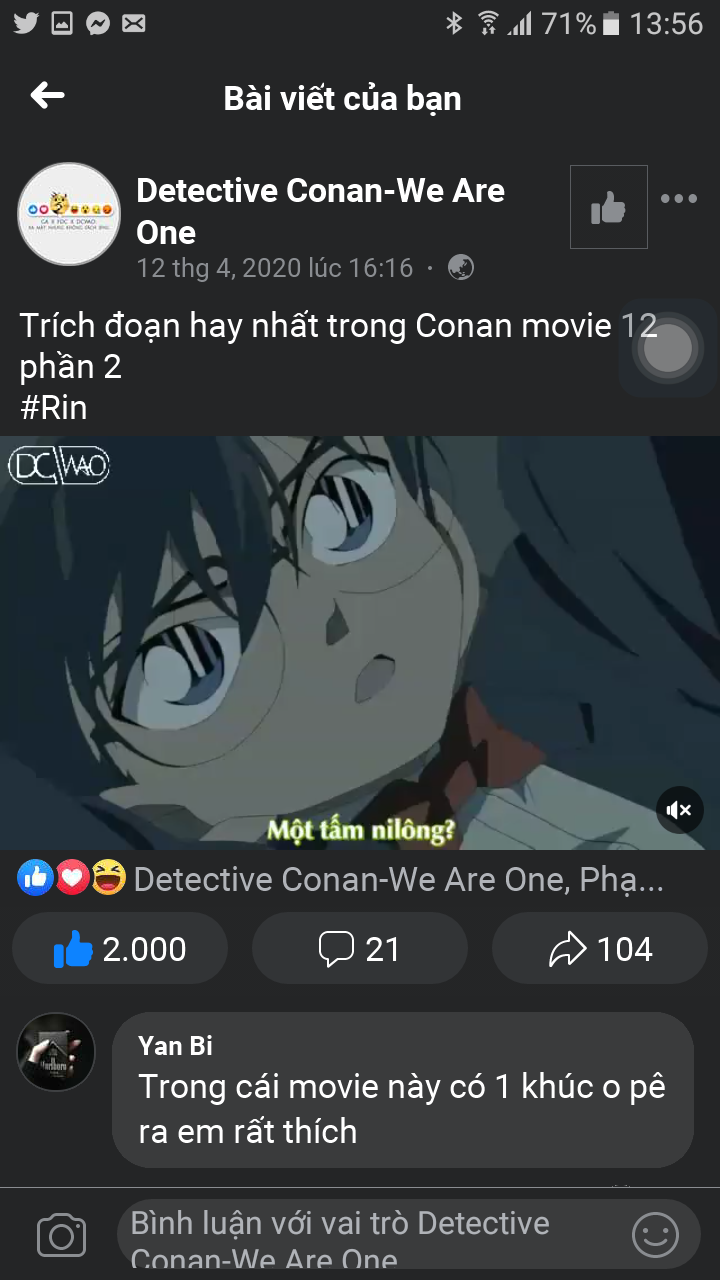 71% 13:56
Bài viết của bạn
Detective Conan-We Are
One
12 thg 4, 2020 lúc 16:16 ·
Trích đoạn hay nhất trong Conan movie 12
phần 2
#Rin
DC WAO
Một tấm nilông?
Detective Conan-We Are One, Phạ...
2.000
21
104
Yan Bi
Trong cái movie này có 1 khúc o pê
ra em rất thích
Bình luận với vai trò Detective
Conan-We Are One